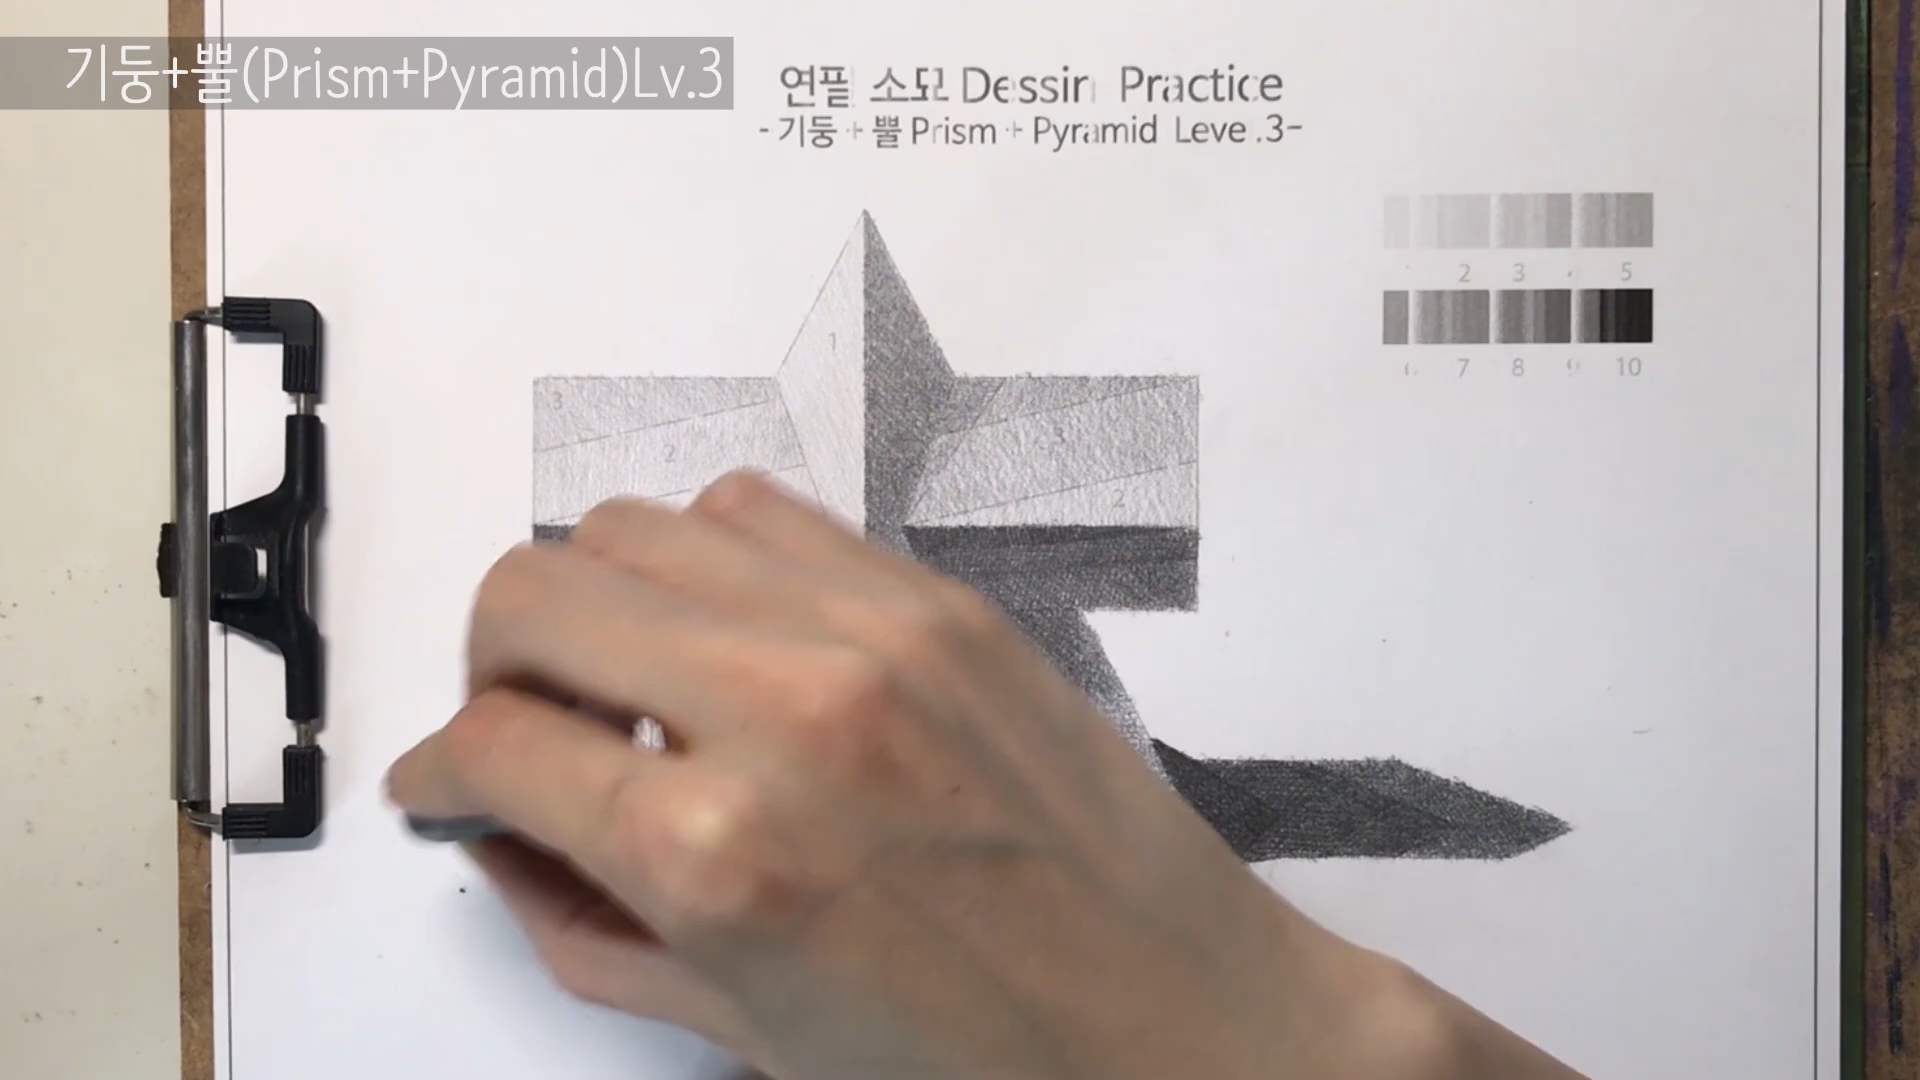 기둥+뿔(Prism+Pyramid)Lv.3
연필 소묘 Dessin Practice
-기둥 + 뿔 Prism + Pyramid Leve .3-
2 3 5
7 8 10
1
3
2
3
2